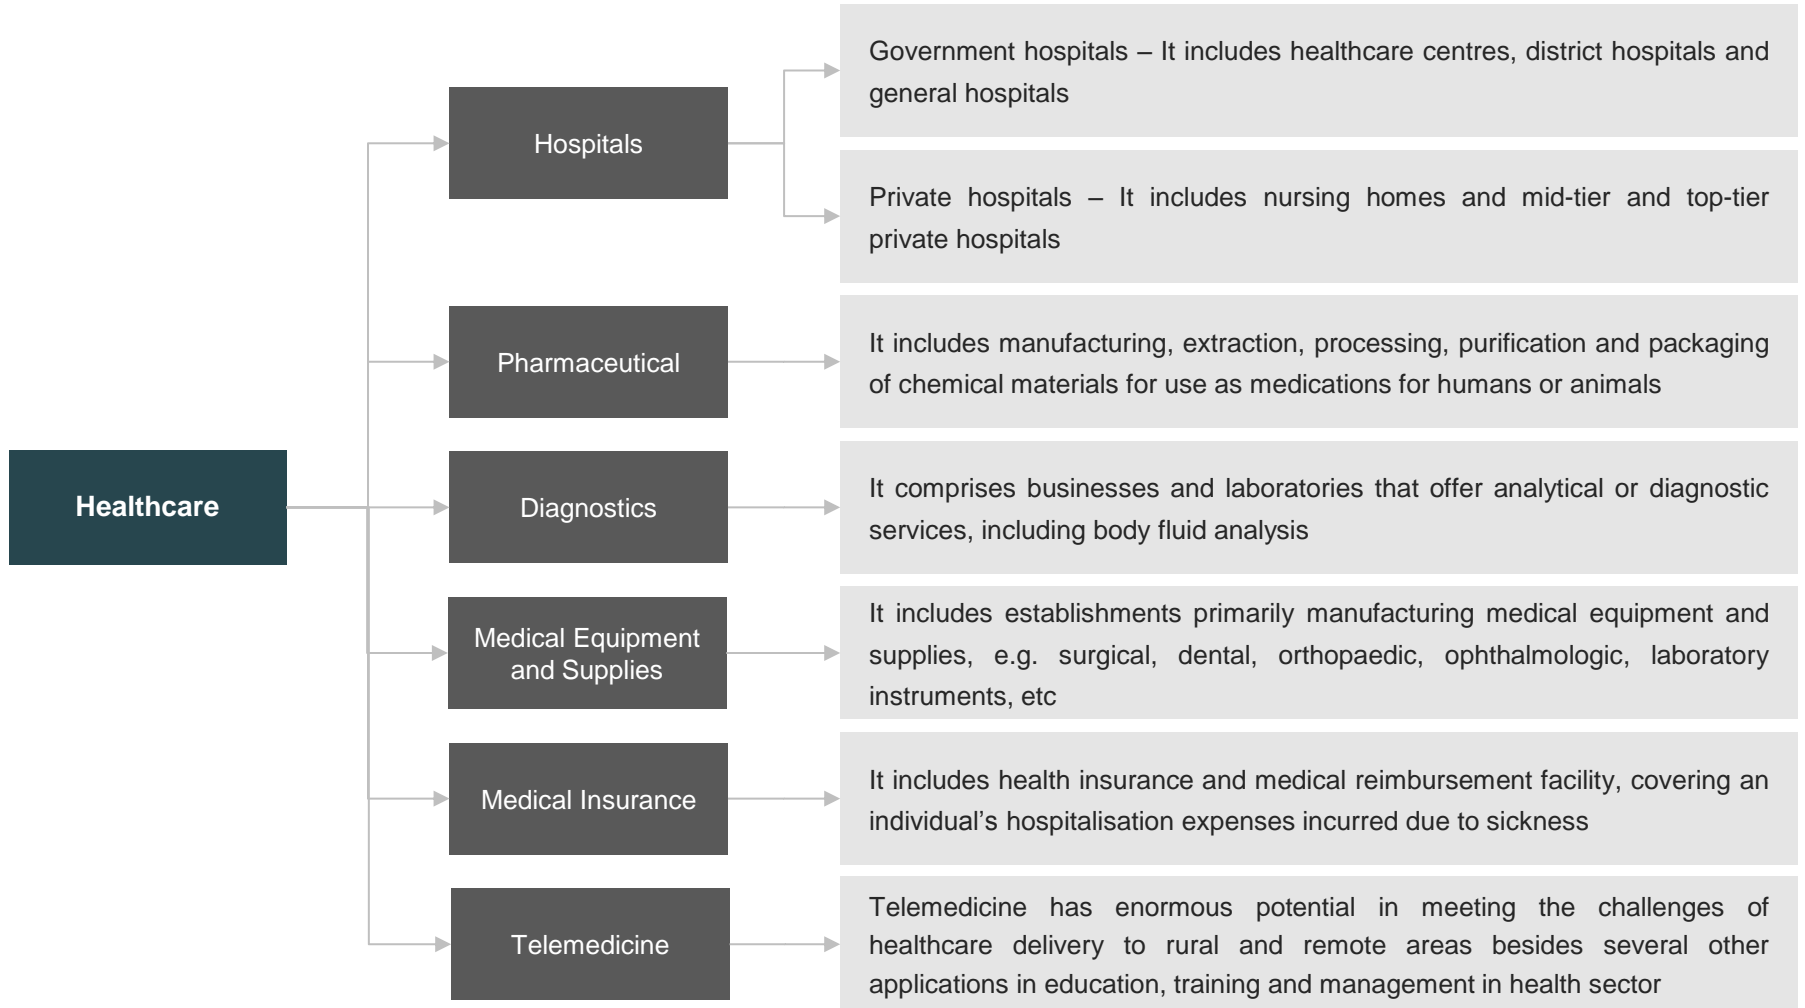 Government hospitals – It includes healthcare centres, district hospitals and
general hospitals
Hospitals
Private hospitals – It includes nursing homes and mid-tier and top-tier
private hospitals
Pharmaceutical
It includes manufacturing, extraction, processing, purification and packaging
of chemical materials for use as medications for humans or animals
Healthcare
Diagnostics
It comprises businesses and laboratories that offer analytical or diagnostic
services, including body fluid analysis
Medical Equipment
and Supplies
It includes establishments primarily manufacturing medical equipment and
supplies, e.g. surgical, dental, orthopaedic, ophthalmologic, laboratory
instruments, etc
Medical Insurance
It includes health insurance and medical reimbursement facility, covering an
individual’s hospitalisation expenses incurred due to sickness
Telemedicine
Telemedicine has enormous potential in meeting the challenges of
healthcare delivery to rural and remote areas besides several other
applications in education, training and management in health sector